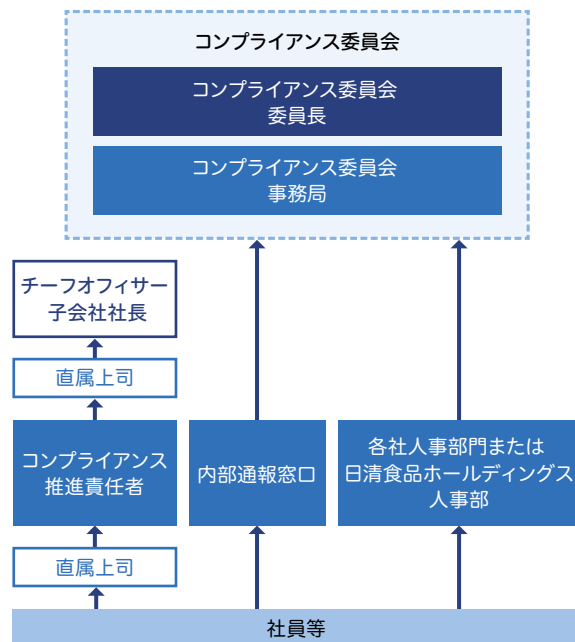 コンプライアンス委員会
コンプライアンス委員会
委員長
コンプライアンス委員会
事務局
チーフオフィサー
子会社社長
直属上司
コンプライアンス
推進責任者
内部通報窓口
各社人事部門または
日清食品ホールディングス
人事部
直属上司
社員等